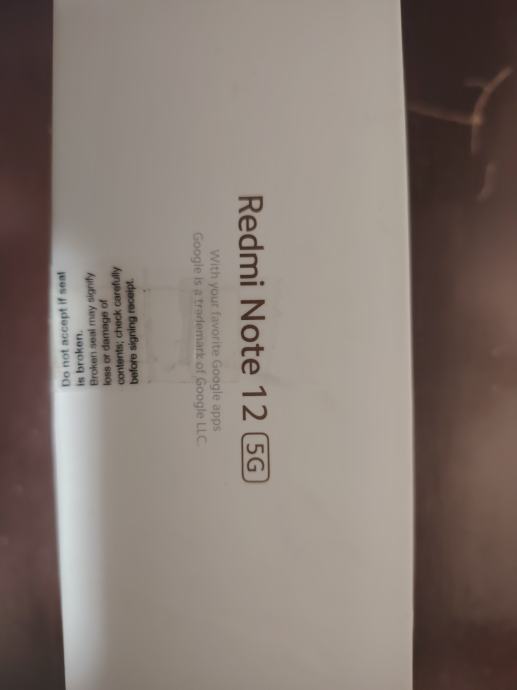 Redmi Note 12 5G
With your favorite Google apps
Google is a trademark of Google LLC.
Do not accept if seal
is broken.
Broken seal may signify
loss or damage of
contents; check carefully
before signing receipt.